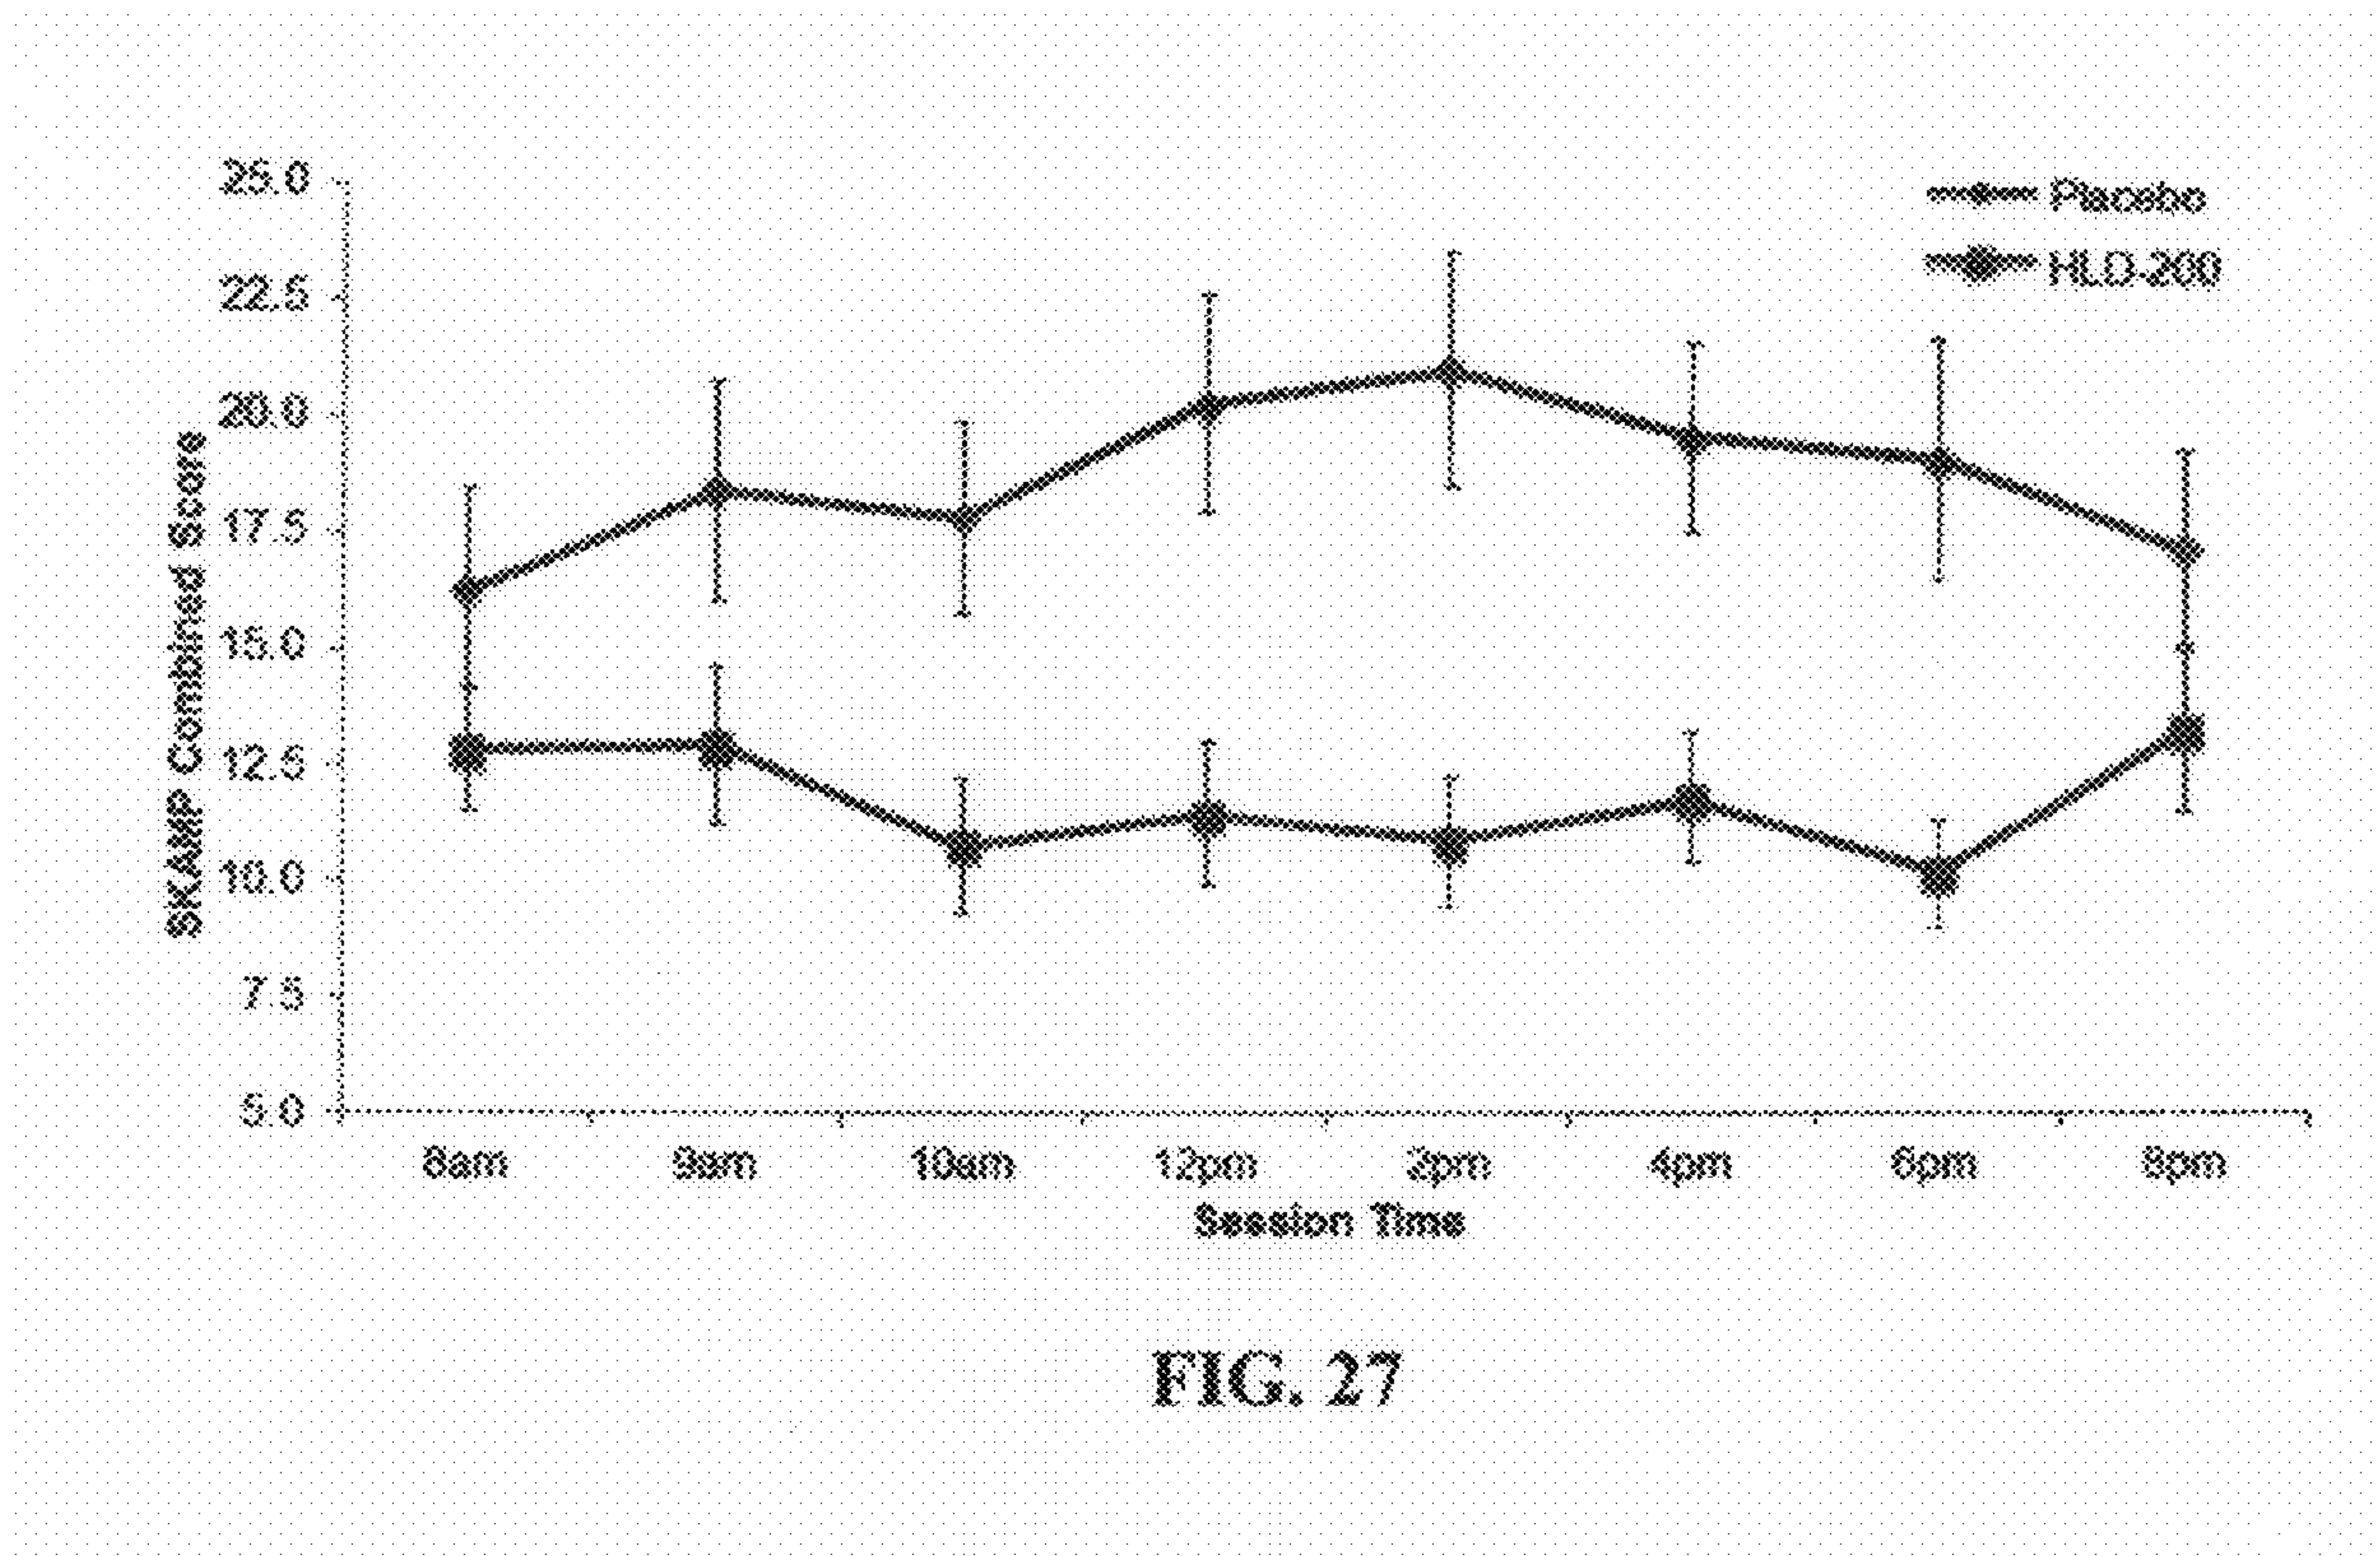 25.0
22.5
20.0
17.5
15.0
12.5
10.0
7.5
5.0
SKAMP Combined Score
Placebo
HLD-200
8am
9am
10am
12pm
2pm
4pm
6pm
8pm
Session Time
FIG. 27